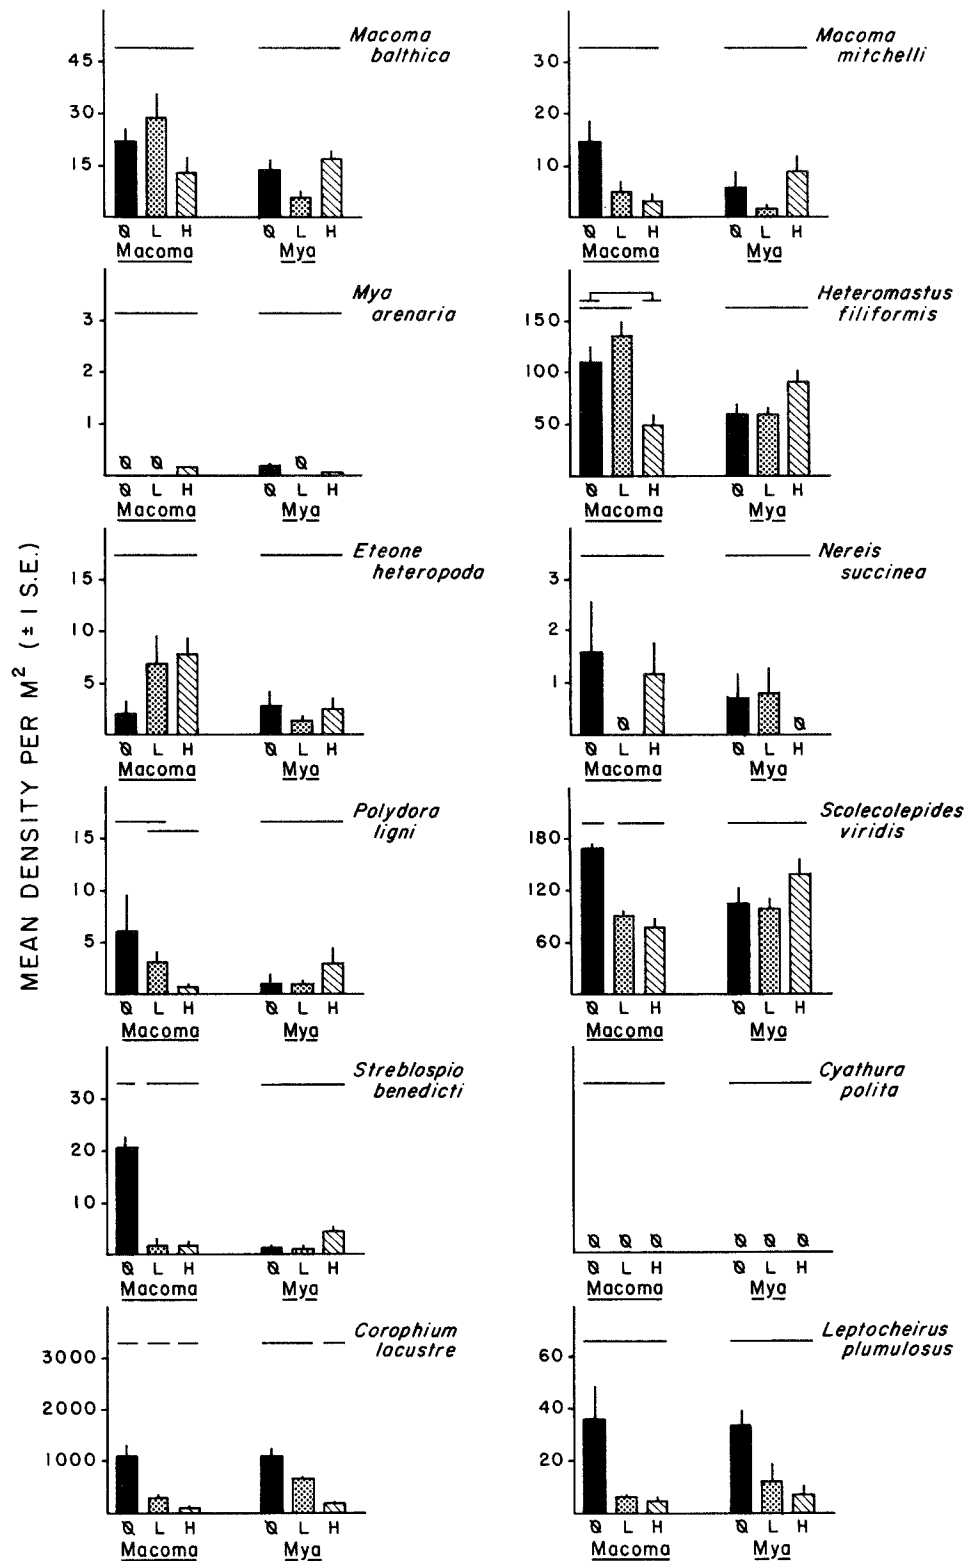 MEAN DENSITY PER M² (± 1 S.E.)
Macoma
balthica
45
30
15
Ø L H Ø L H
Macoma Mya
Macoma
mitchelli
30
20
10
Ø L H Ø L H
Macoma Mya
Mya
arenaria
3
2
1
Ø Ø Ø
Ø L H Ø L H
Macoma Mya
Heteromastus
filiformis
150
100
50
Ø L H Ø L H
Macoma Mya
Eteone
heteropoda
15
10
5
Ø L H Ø L H
Macoma Mya
Nereis
succinea
3
2
1
Ø Ø
Ø L H Ø L H
Macoma Mya
Polydora
ligni
15
10
5
Ø L H Ø L H
Macoma Mya
Scolecolepides
viridis
180
120
60
Ø L H Ø L H
Macoma Mya
Streblospio
benedicti
30
20
10
Ø L H Ø L H
Macoma Mya
Cyathura
polita
Ø Ø Ø Ø Ø Ø
Ø L H Ø L H
Macoma Mya
Corophium
lacustre
3000
2000
1000
Ø L H Ø L H
Macoma Mya
Leptocheirus
plumulosus
60
40
20
Ø L H Ø L H
Macoma Mya